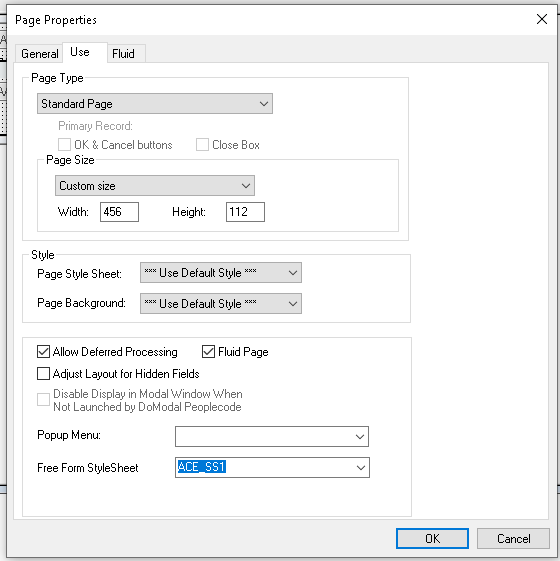 Page Properties
General Use Fluid
Page Type
Standard Page
Primary Record:
OK & Cancel buttons Close Box
Page Size
Custom size
Width: 456 Height: 112
Style
Page Style Sheet: *** Use Default Style ***
Page Background: *** Use Default Style ***
Allow Deferred Processing Fluid Page
Adjust Layout for Hidden Fields
Disable Display in Modal Window When
Not Launched by DoModal Peoplecode
Popup Menu:
Free Form StyleSheet ACE_SS1
OK Cancel